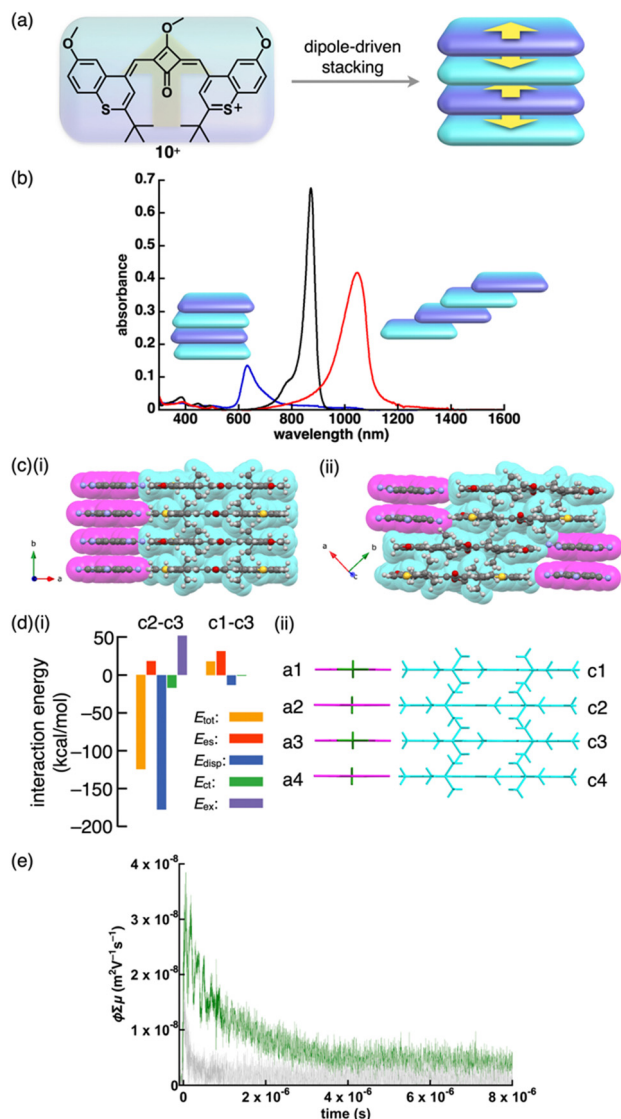 (a)
O
O
O
O
dipole-driven
stacking
S
S+
10+
(b)
0.7
0.6
0.5
0.4
0.3
0.2
0.1
0
absorbance
400 600 800 1000 1200 1400 1600
wavelength (nm)
(c)(i)
(ii)
b
a
a
b
c
(d)(i)
c2-c3 c1-c3
(ii)
50
0
−50
−100
−150
−200
interaction energy
(kcal/mol)
Etot:
Ees:
Edisp:
Ect:
Eex:
a1 c1
a2 c2
a3 c3
a4 c4
(e)
4 x 10⁻⁸
3 x 10⁻⁸
2 x 10⁻⁸
1 x 10⁻⁸
0
ϕΣμ (m²V⁻¹s⁻¹)
0 2 x 10⁻⁶ 4 x 10⁻⁶ 6 x 10⁻⁶ 8 x 10⁻⁶
time (s)